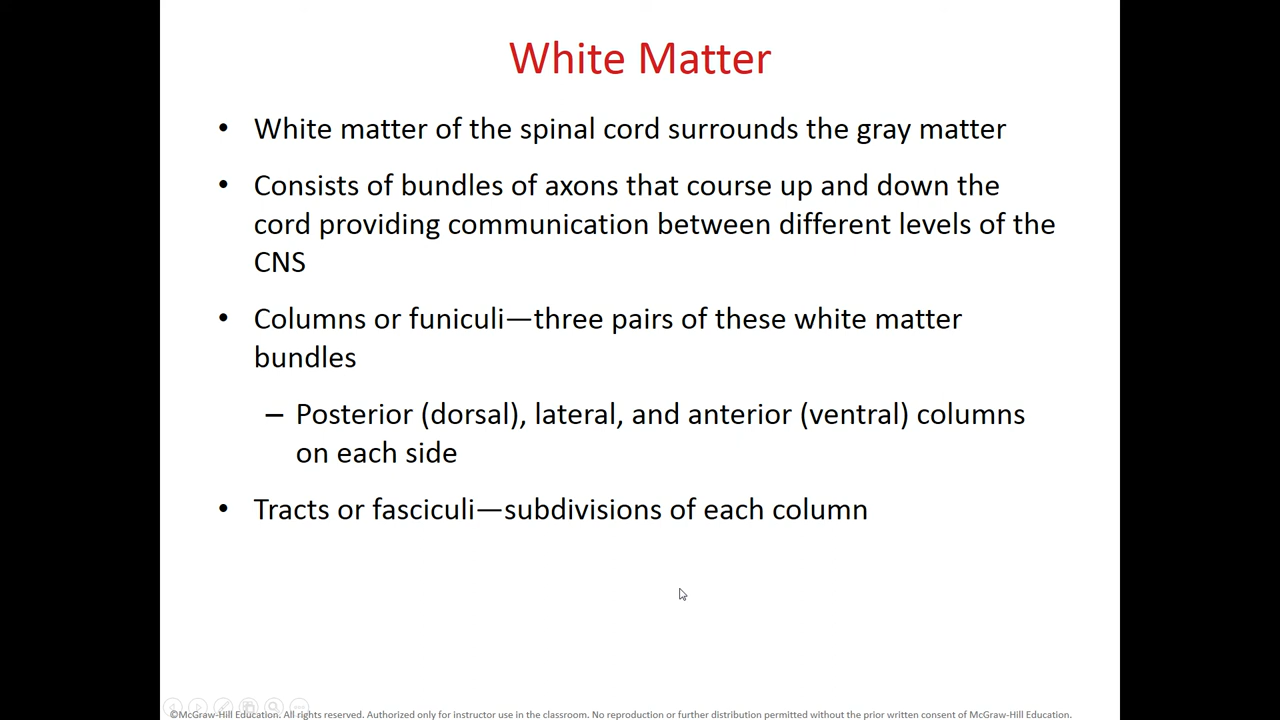 White Matter
• White matter of the spinal cord surrounds the gray matter
• Consists of bundles of axons that course up and down the
cord providing communication between different levels of the
CNS
• Columns or funiculi—three pairs of these white matter
bundles
– Posterior (dorsal), lateral, and anterior (ventral) columns
on each side
• Tracts or fasciculi—subdivisions of each column
©McGraw-Hill Education. All rights reserved. Authorized only for instructor use in the classroom. No reproduction or further distribution permitted without the prior written consent of McGraw-Hill Education.